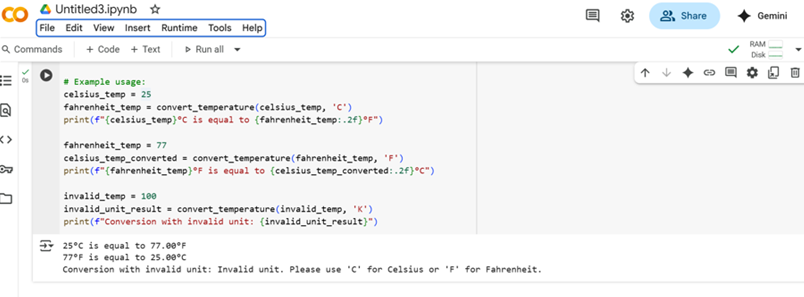 Untitled3.ipynb
File Edit View Insert Runtime Tools Help
Share
Gemini
Commands + Code + Text Run all
RAM
Disk
0s
# Example usage:
celsius_temp = 25
fahrenheit_temp = convert_temperature(celsius_temp, 'C')
print(f"{celsius_temp}°C is equal to {fahrenheit_temp:.2f}°F")
fahrenheit_temp = 77
celsius_temp_converted = convert_temperature(fahrenheit_temp, 'F')
print(f"{fahrenheit_temp}°F is equal to {celsius_temp_converted:.2f}°C")
invalid_temp = 100
invalid_unit_result = convert_temperature(invalid_temp, 'K')
print(f"Conversion with invalid unit: {invalid_unit_result}")
25°C is equal to 77.00°F
77°F is equal to 25.00°C
Conversion with invalid unit: Invalid unit. Please use 'C' for Celsius or 'F' for Fahrenheit.